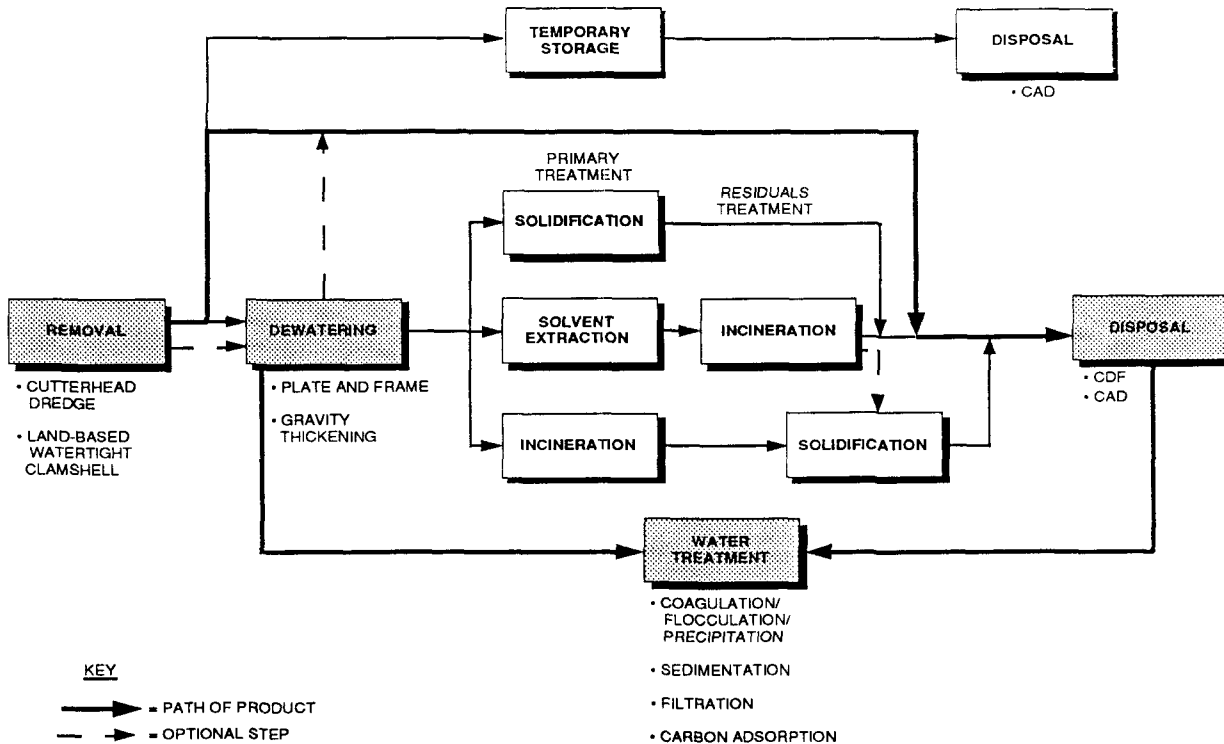 TEMPORARY
STORAGE
DISPOSAL
• CAD
PRIMARY
TREATMENT
RESIDUALS
TREATMENT
SOLIDIFICATION
REMOVAL
DEWATERING
SOLVENT
EXTRACTION
INCINERATION
DISPOSAL
• CUTTERHEAD
DREDGE
• LAND-BASED
WATERTIGHT
CLAMSHELL
• PLATE AND FRAME
• GRAVITY
THICKENING
• CDF
• CAD
INCINERATION
SOLIDIFICATION
WATER
TREATMENT
• COAGULATION/
FLOCCULATION/
PRECIPITATION
• SEDIMENTATION
• FILTRATION
• CARBON ADSORPTION
KEY
= PATH OF PRODUCT
= OPTIONAL STEP